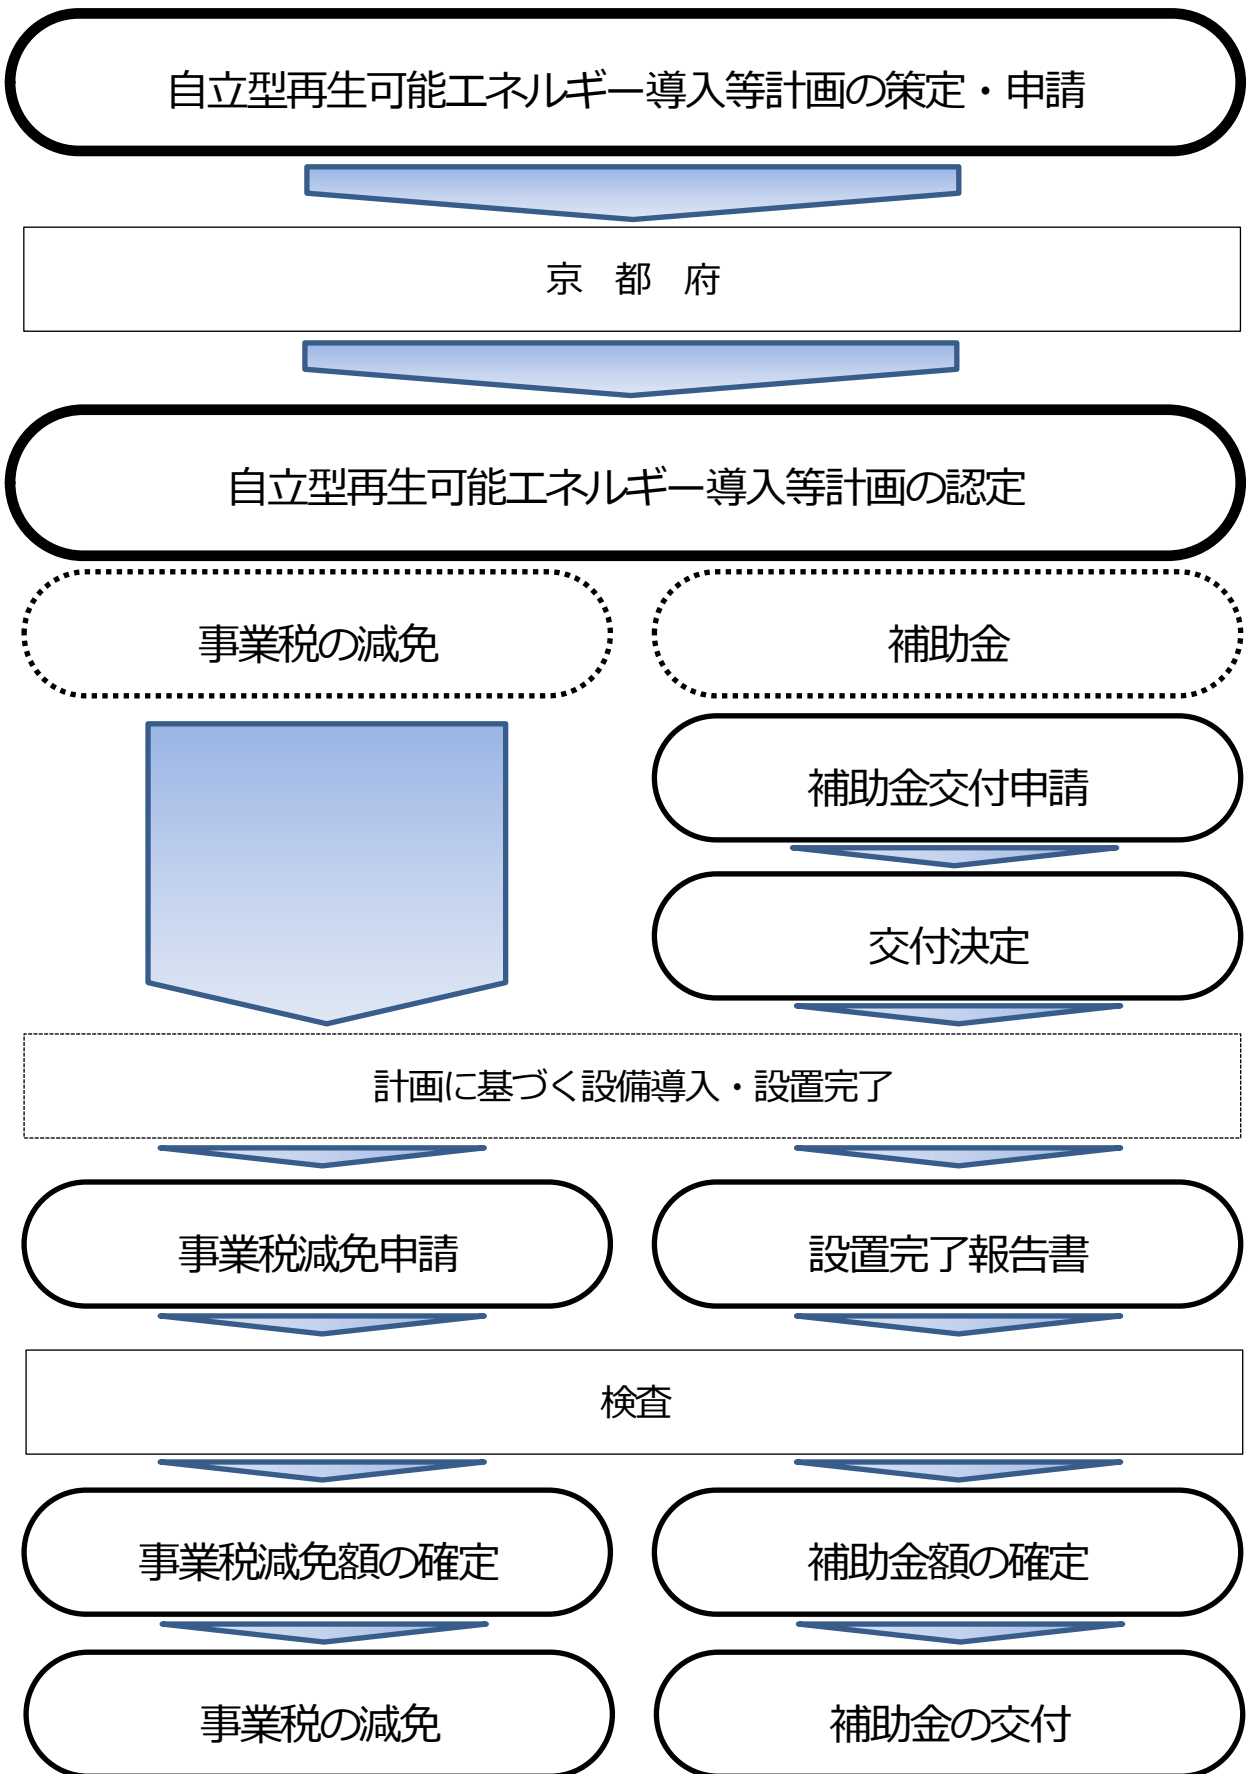 自立型再生可能エネルギー導入等計画の策定・申請
京　都　府
自立型再生可能エネルギー導入等計画の認定
事業税の減免
補助金
補助金交付申請
交付決定
計画に基づく設備導入・設置完了
事業税減免申請
設置完了報告書
検査
事業税減免額の確定
補助金額の確定
事業税の減免
補助金の交付